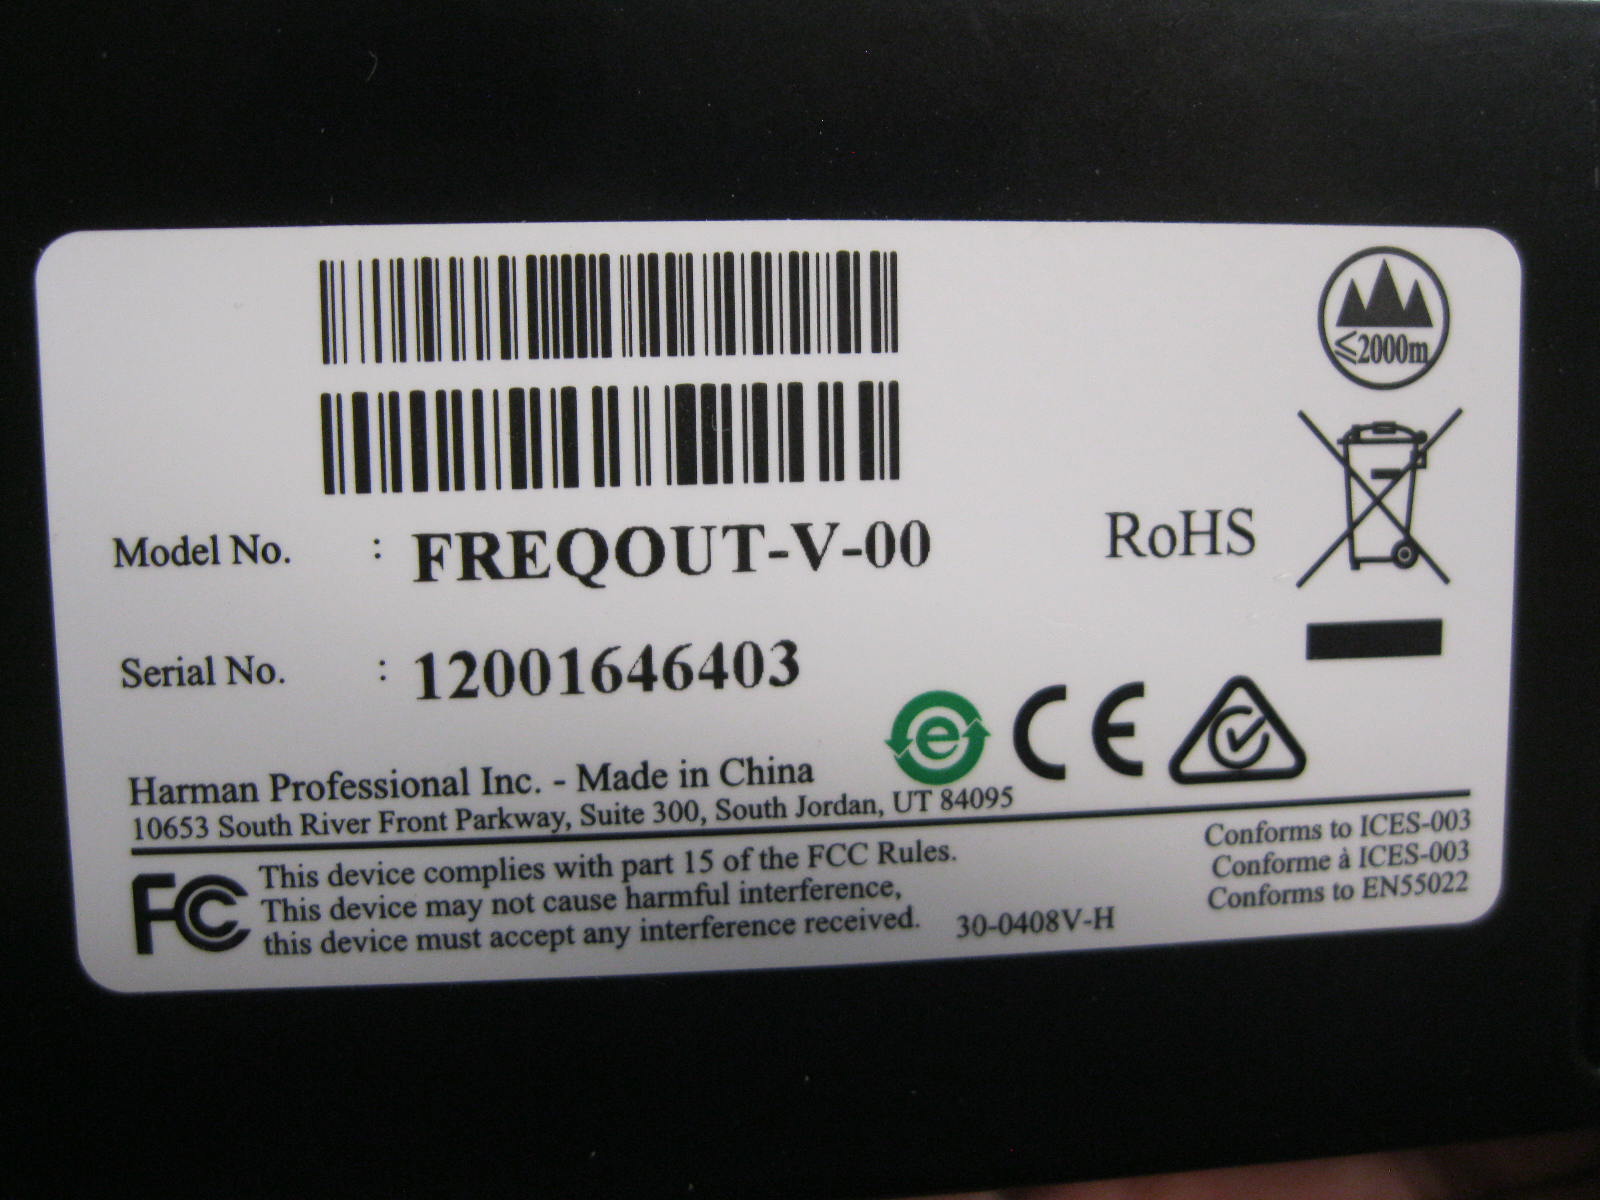 ≤2000m
Model No. : FREQOUT-V-00
RoHS
Serial No. : 12001646403
e
CE
Harman Professional Inc. - Made in China
10653 South River Front Parkway, Suite 300, South Jordan, UT 84095
FC This device complies with part 15 of the FCC Rules.
This device may not cause harmful interference,
this device must accept any interference received.
30-0408V-H
Conforms to ICES-003
Conforme à ICES-003
Conforms to EN55022